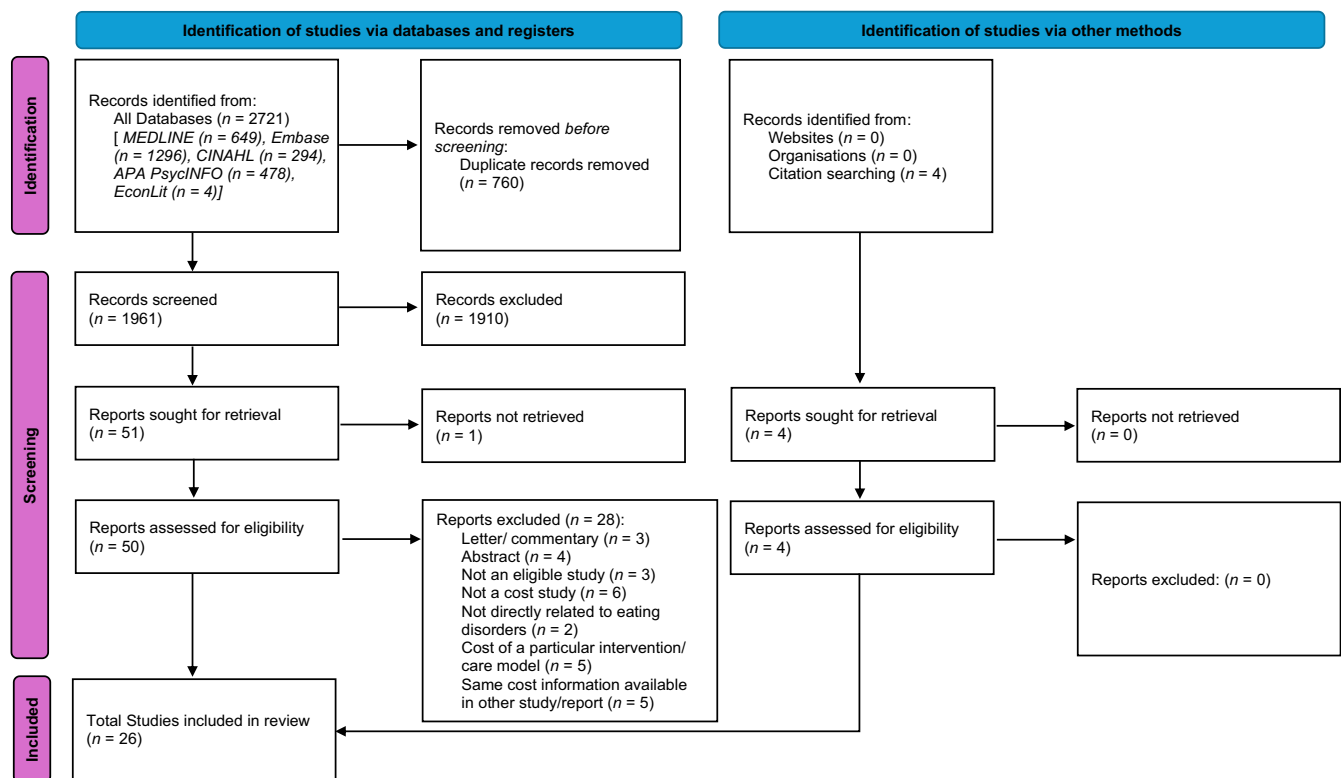 Identification of studies via databases and registers
Identification of studies via other methods
Identification
Records identified from:
All Databases (n = 2721)
[ MEDLINE (n = 649), Embase
(n = 1296), CINAHL (n = 294),
APA PsycINFO (n = 478),
EconLit (n = 4)]
Records removed before
screening:
Duplicate records removed
(n = 760)
Records identified from:
Websites (n = 0)
Organisations (n = 0)
Citation searching (n = 4)
Screening
Records screened
(n = 1961)
Records excluded
(n = 1910)
Reports sought for retrieval
(n = 51)
Reports not retrieved
(n = 1)
Reports sought for retrieval
(n = 4)
Reports not retrieved
(n = 0)
Reports assessed for eligibility
(n = 50)
Reports excluded (n = 28):
Letter/ commentary (n = 3)
Abstract (n = 4)
Not an eligible study (n = 3)
Not a cost study (n = 6)
Not directly related to eating
disorders (n = 2)
Cost of a particular intervention/
care model (n = 5)
Same cost information available
in other study/report (n = 5)
Reports assessed for eligibility
(n = 4)
Reports excluded: (n = 0)
Included
Total Studies included in review
(n = 26)